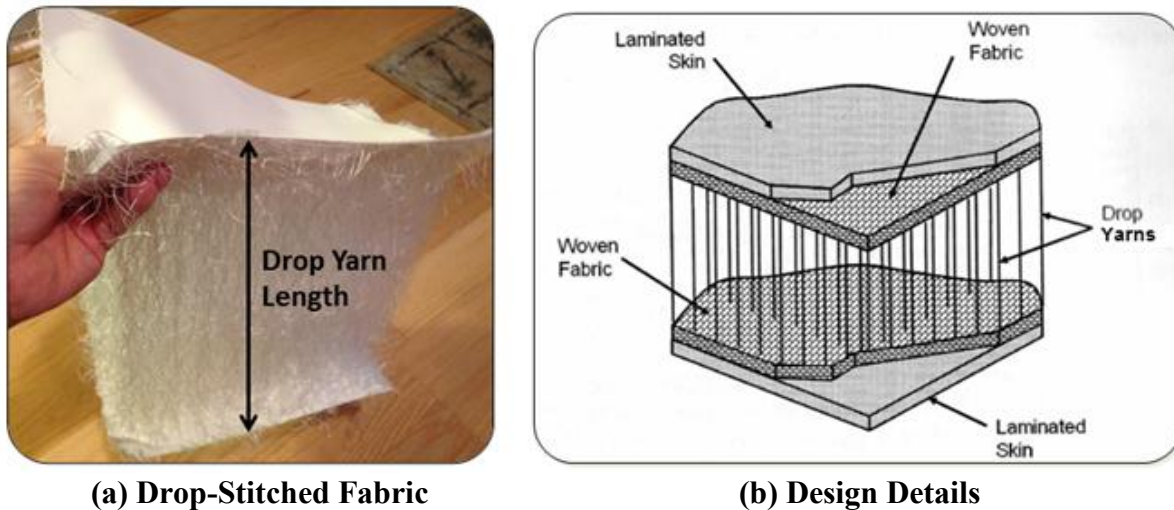 Drop Yarn
Length
(a) Drop-Stitched Fabric
Laminated
Skin
Woven
Fabric
Woven
Fabric
Drop
Yarns
Laminated
Skin
(b) Design Details